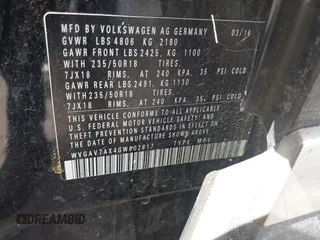 MFD BY VOLKSWAGEN AG GERMANY 03/16
GVWR LBS 4806 KG 2180
GAWR FRONT LBS 2425, KG 1100
WITH 235/50R18 TIRES,
7JX18 RIMS, AT 240 KPA, 35 PSI COLD
GAWR REAR LBS 2491, KG 1130
WITH 235/50R18 TIRES,
7JX18 RIMS, AT 240 KPA, 35 PSI COLD.
THIS VEHICLE CONFORMS TO ALL APPLICABLE
U.S. FEDERAL MOTOR VEHICLE SAFETY
THEFT PREVENTION STANDARDS IN EFFECT ON
THE DATE OF MANUFACTURE SHOWN ABOVE.
TYPE: MPV
DREAMBID